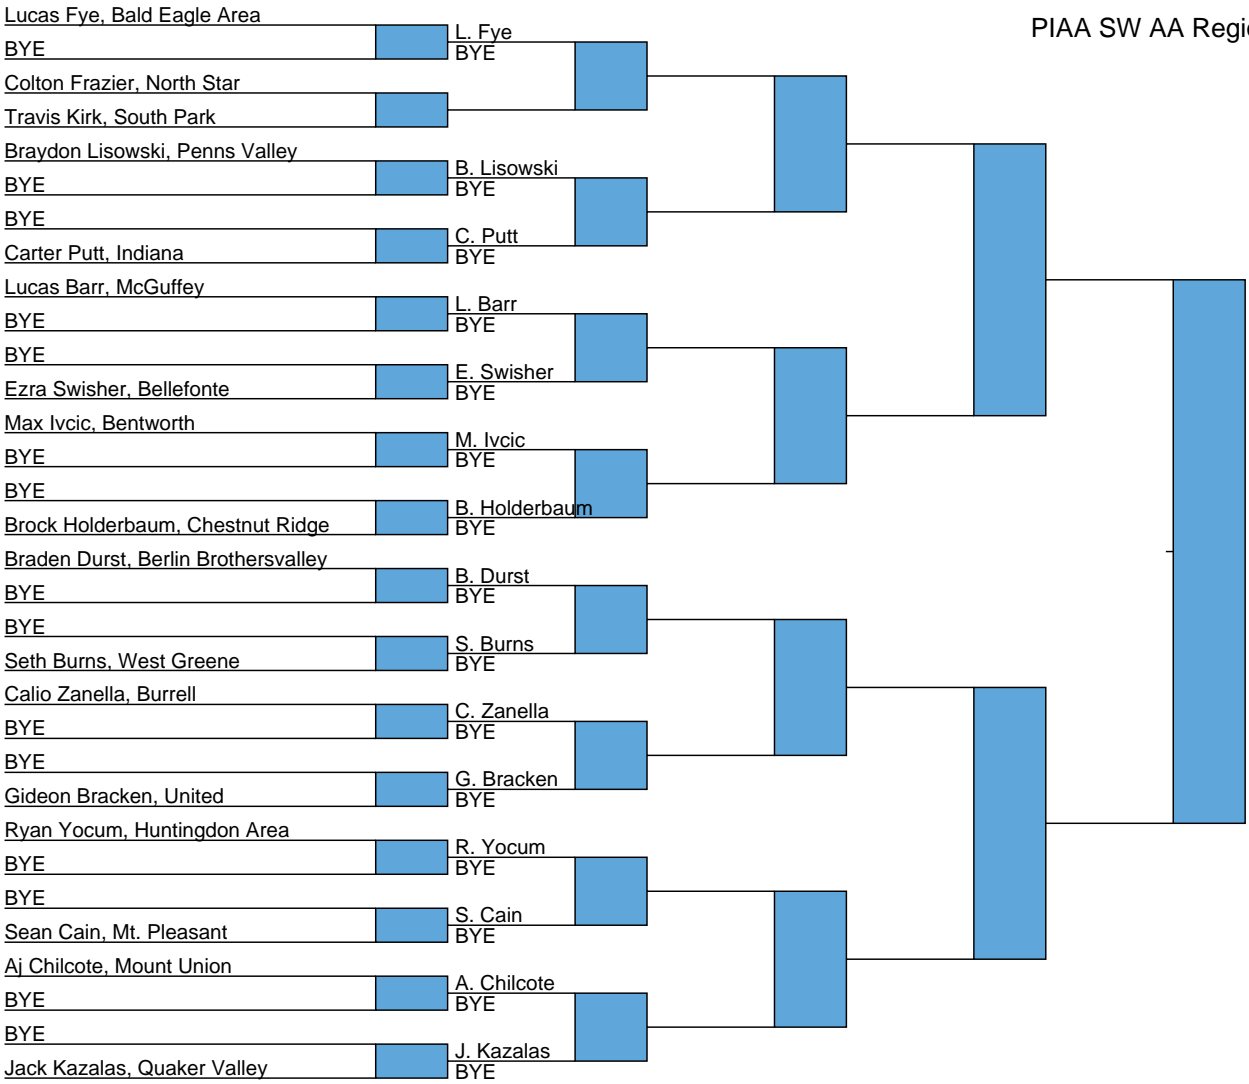 PIAA SW AA Regio
Lucas Fye, Bald Eagle Area
L. Fye
BYE
BYE
Colton Frazier, North Star
Travis Kirk, South Park
Braydon Lisowski, Penns Valley
B. Lisowski
BYE
BYE
BYE
C. Putt
Carter Putt, Indiana
BYE
Lucas Barr, McGuffey
L. Barr
BYE
BYE
BYE
E. Swisher
Ezra Swisher, Bellefonte
BYE
Max Ivcic, Bentworth
M. Ivcic
BYE
BYE
BYE
B. Holderbaum
Brock Holderbaum, Chestnut Ridge
BYE
Braden Durst, Berlin Brothersvalley
B. Durst
BYE
BYE
BYE
S. Burns
Seth Burns, West Greene
BYE
Calio Zanella, Burrell
C. Zanella
BYE
BYE
BYE
G. Bracken
Gideon Bracken, United
BYE
Ryan Yocum, Huntingdon Area
R. Yocum
BYE
BYE
BYE
S. Cain
Sean Cain, Mt. Pleasant
BYE
Aj Chilcote, Mount Union
A. Chilcote
BYE
BYE
BYE
J. Kazalas
Jack Kazalas, Quaker Valley
BYE